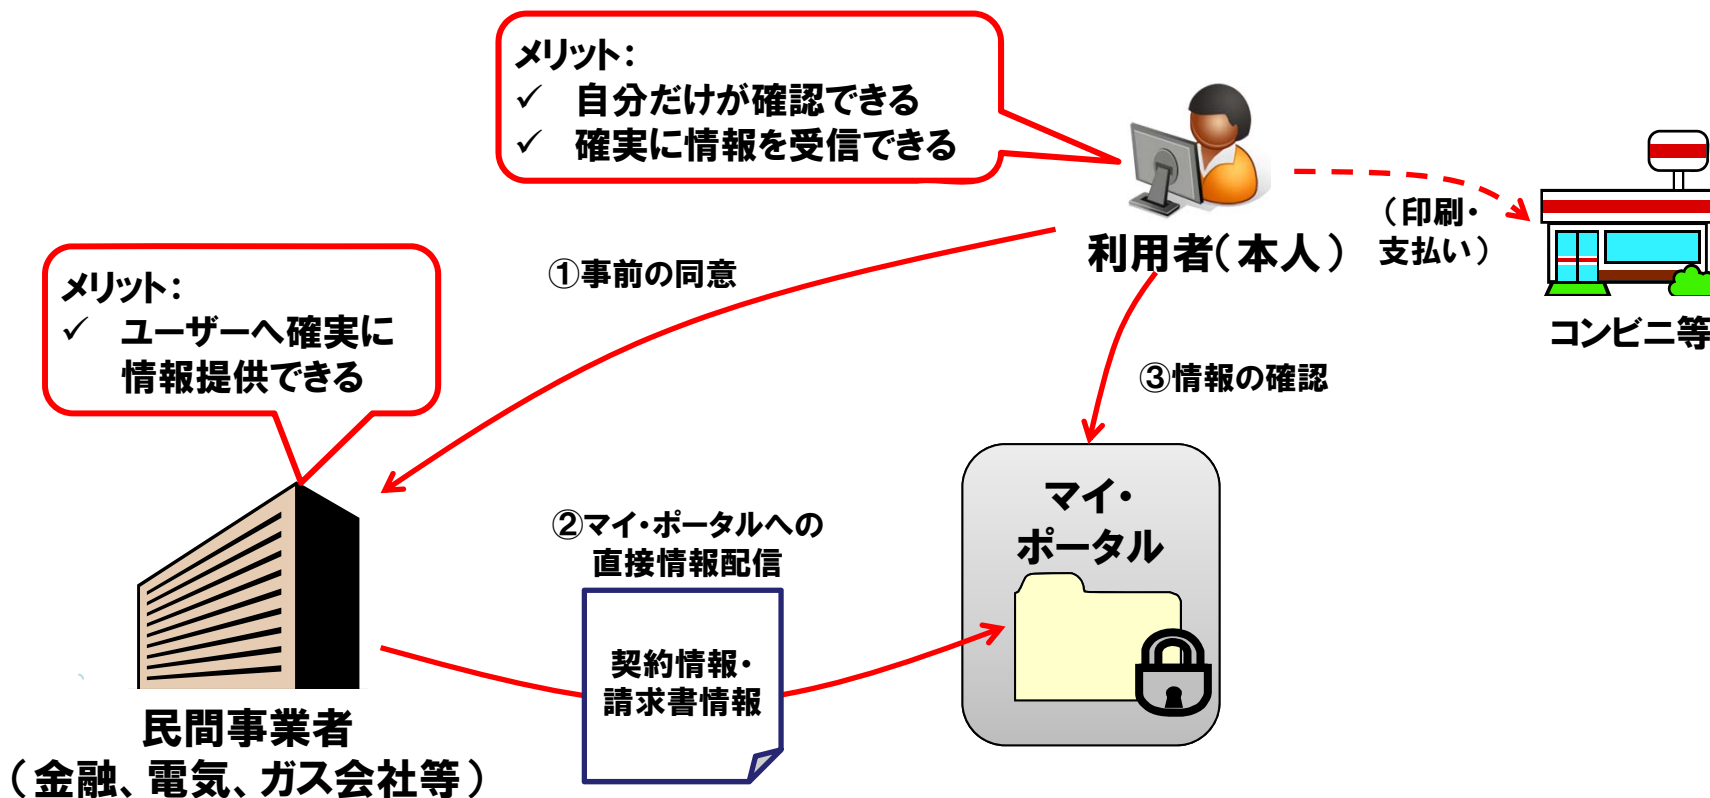 メリット：
✓ 自分だけが確認できる
✓ 確実に情報を受信できる
利用者（本人）
（印刷・
支払い）
コンビニ等
①事前の同意
メリット：
✓ ユーザーへ確実に
情報提供できる
③情報の確認
②マイ・ポータルへの
直接情報配信
マイ・
ポータル
契約情報・
請求書情報
民間事業者
（金融、電気、ガス会社等）